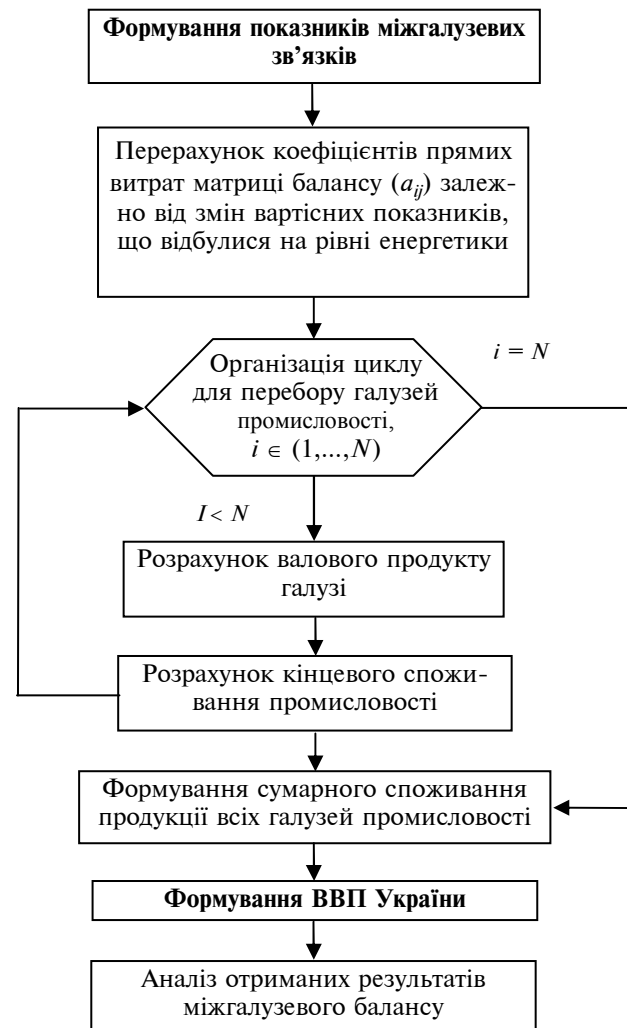 Формування показників міжгалузевих
зв’язків
Перерахунок коефіцієнтів прямих
витрат матриці балансу (aij) залеж-
но від змін вартісних показників,
що відбулися на рівні енергетики
i = N
Організація циклу
для перебору галузей
промисловості,
i ∈ (1,...,N)
I < N
Розрахунок валового продукту
галузі
Розрахунок кінцевого спожи-
вання промисловості
Формування сумарного споживання
продукції всіх галузей промисловості
Формування ВВП України
Аналіз отриманих результатів
міжгалузевого балансу